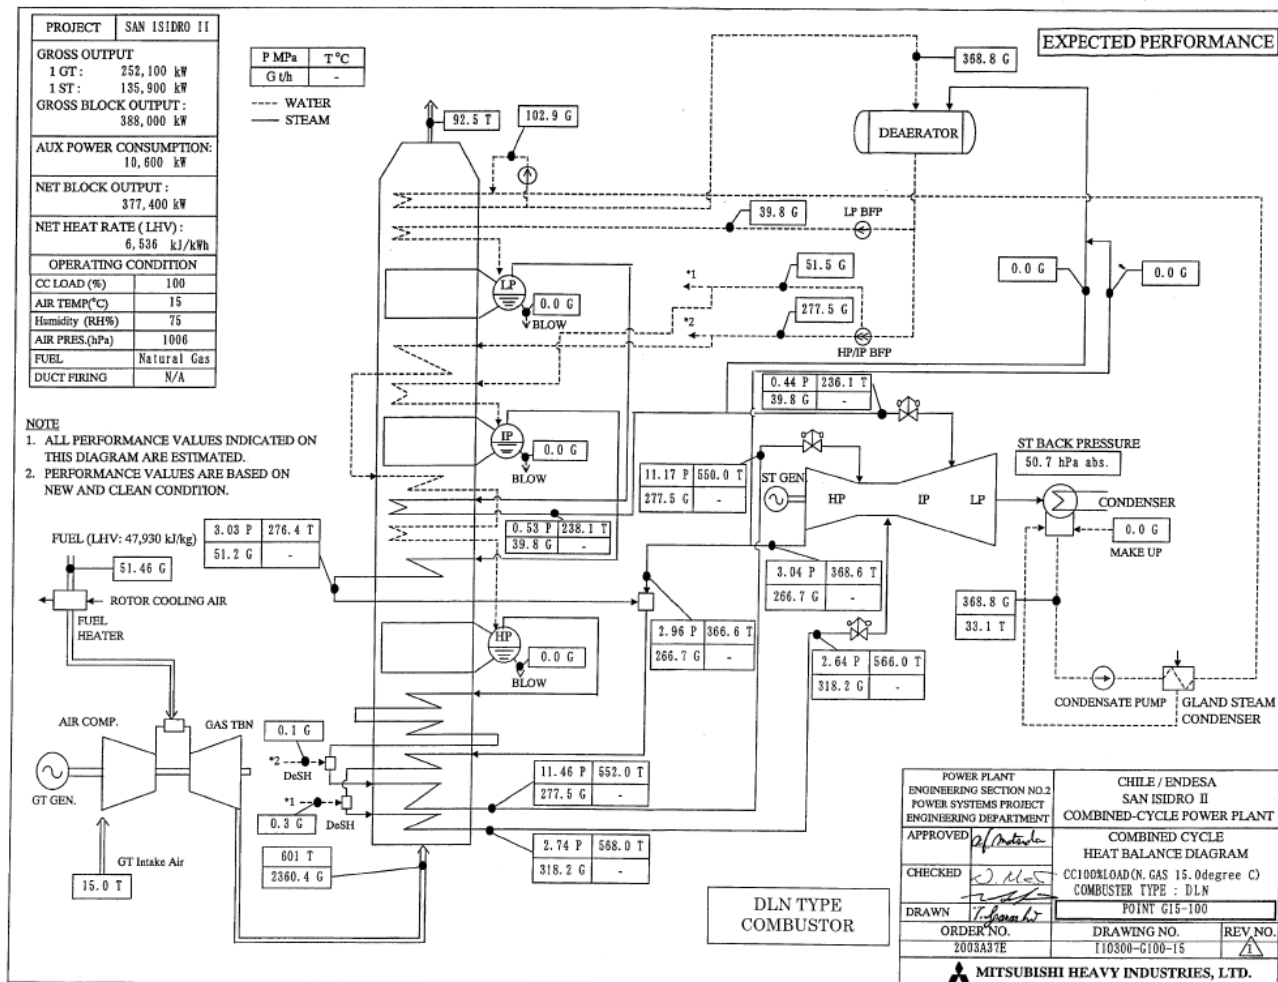 PROJECT SAN ISIDRO II
GROSS OUTPUT
1 GT : 252,100 kW
1 ST : 135,900 kW
GROSS BLOCK OUTPUT :
388,000 kW
AUX POWER CONSUMPTION:
10,600 kW
NET BLOCK OUTPUT :
377,400 kW
NET HEAT RATE ( LHV) :
6,536 kJ/kWh
OPERATING CONDITION
CC LOAD (%) 100
AIR TEMP(°C) 15
Humidity (RH%) 75
AIR PRES.(hPa) 1006
FUEL Natural Gas
DUCT FIRING N/A
P MPa T°C
G t/h -
WATER
STEAM
EXPECTED PERFORMANCE
368.8 G
DEAERATOR
92.5 T
102.9 G
39.8 G
LP BFP
*1
51.5 G
0.0 G
0.0 G
LP
0.0 G
BLOW
*2
277.5 G
HP/IP BFP
0.44 P 236.1 T
39.8 G -
NOTE
1. ALL PERFORMANCE VALUES INDICATED ON
THIS DIAGRAM ARE ESTIMATED.
2. PERFORMANCE VALUES ARE BASED ON
NEW AND CLEAN CONDITION.
IP
0.0 G
BLOW
11.17 P 550.0 T
277.5 G -
ST GEN.
HP IP LP
ST BACK PRESSURE
50.7 hPa abs.
CONDENSER
0.0 G
MAKE UP
3.03 P 276.4 T
51.2 G -
0.53 P 238.1 T
39.8 G -
FUEL (LHV: 47,930 kJ/kg)
51.46 G
ROTOR COOLING AIR
FUEL
HEATER
3.04 P 368.6 T
266.7 G -
368.8 G
33.1 T
2.96 P 366.6 T
266.7 G -
HP
0.0 G
BLOW
2.64 P 566.0 T
318.2 G -
CONDENSATE PUMP
GLAND STEAM
CONDENSER
AIR COMP.
GAS TBN
GT GEN.
GT Intake Air
15.0 T
0.1 G
*2
DeSH
*1
0.3 G
DeSH
11.46 P 552.0 T
277.5 G -
601 T
2360.4 G
2.74 P 568.0 T
318.2 G -
DLN TYPE
COMBUSTOR
POWER PLANT
ENGINEERING SECTION NO.2
POWER SYSTEMS PROJECT
ENGINEERING DEPARTMENT
CHILE / ENDESA
SAN ISIDRO II
COMBINED-CYCLE POWER PLANT
APPROVED
COMBINED CYCLE
HEAT BALANCE DIAGRAM
CHECKED
CC100%LOAD(N. GAS 15.0degree C)
COMBUSTER TYPE : DLN
DRAWN
POINT G15-100
ORDER NO. DRAWING NO. REV NO.
2003A37E I10300-G100-15 1
MITSUBISHI HEAVY INDUSTRIES, LTD.